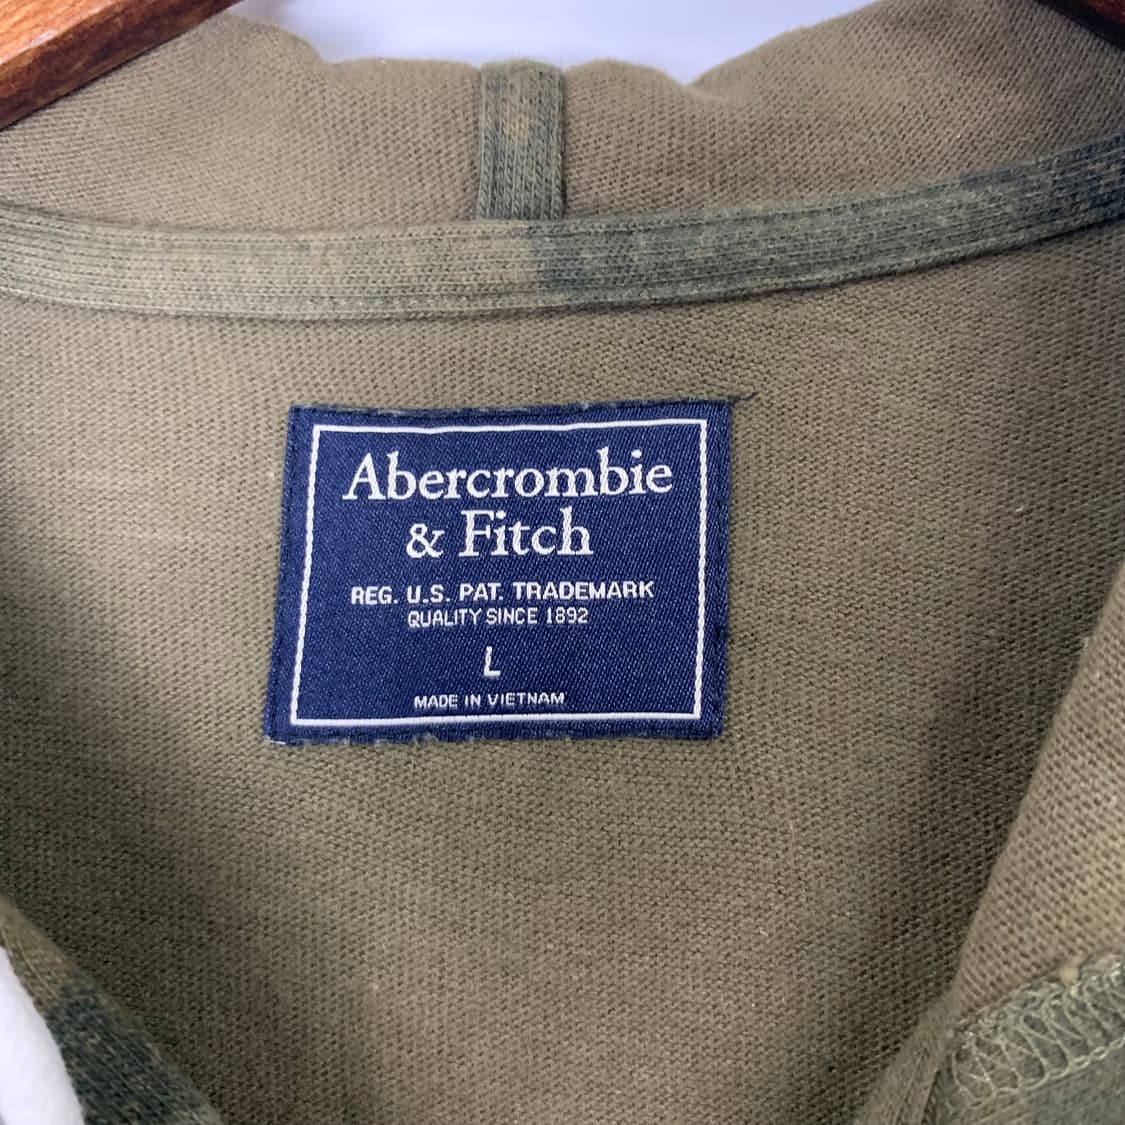 Abercrombie
& Fitch
REG. U.S. PAT. TRADEMARK
QUALITY SINCE 1892
L
MADE IN VIETNAM